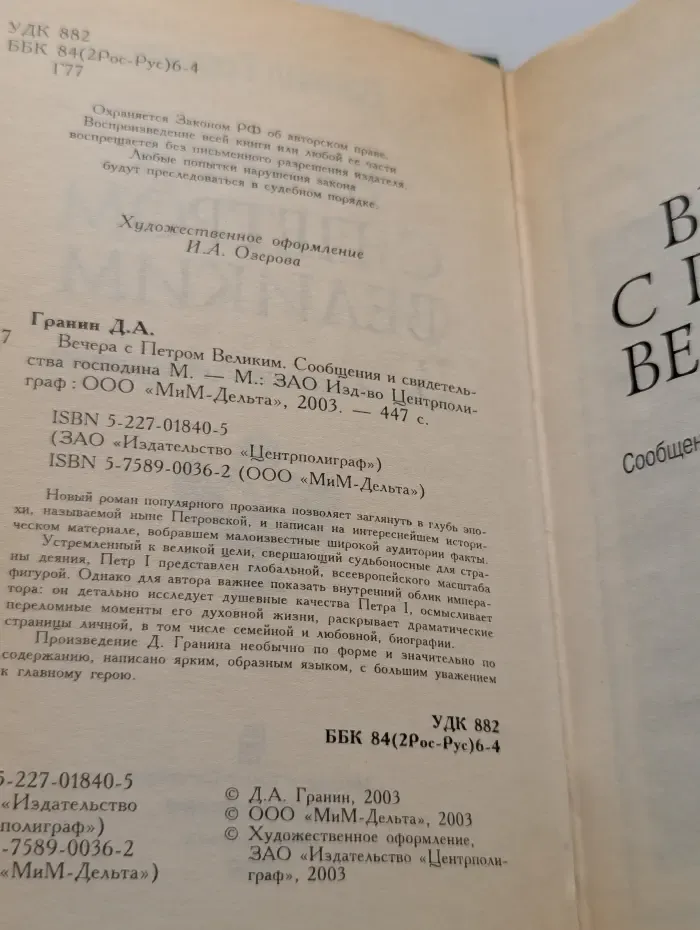 УДК 882
ББК 84(2Рос-Рус)6-4
Г77
Охраняется Законом РФ об авторском праве.
Воспроизведение всей книги или любой ее части
воспрещается без письменного разрешения издателя.
Любые попытки нарушения закона
будут преследоваться в судебном порядке.
Художественное оформление
И.А. Озерова
Гранин Д.А.
7 Вечера с Петром Великим. Сообщения и свидетель-
ства господина М. — М.: ЗАО Изд-во Центрполи-
граф : ООО «МиМ-Дельта», 2003. — 447 с.
ISBN 5-227-01840-5
(ЗАО «Издательство «Центрполиграф»)
ISBN 5-7589-0036-2 (ООО «МиМ-Дельта»)
Новый роман популярного прозаика позволяет заглянуть в глубь эпо-
хи, называемой ныне Петровской, и написан на интереснейшем истори-
ческом материале, вобравшем малоизвестные широкой аудитории факты.
Устремленный к великой цели, свершающий судьбоносные для стра-
ны деяния, Петр I представлен глобальной, всеевропейского масштаба
фигурой. Однако для автора важнее показать внутренний облик импера-
тора: он детально исследует душевные качества Петра I, осмысливает
переломные моменты его духовной жизни, раскрывает драматические
страницы личной, в том числе семейной и любовной, биографии.
Произведение Д. Гранина необычно по форме и значительно по
содержанию, написано ярким, образным языком, с большим уважением
к главному герою.
УДК 882
ББК 84(2Рос-Рус)6-4
5-227-01840-5
«Издательство
полиграф»)
-7589-0036-2
«МиМ-Дельта»)
© Д.А. Гранин, 2003
© ООО «МиМ-Дельта», 2003
© Художественное оформление,
ЗАО «Издательство «Центрполи-
граф», 2003
С
ВЕ
Сообщен